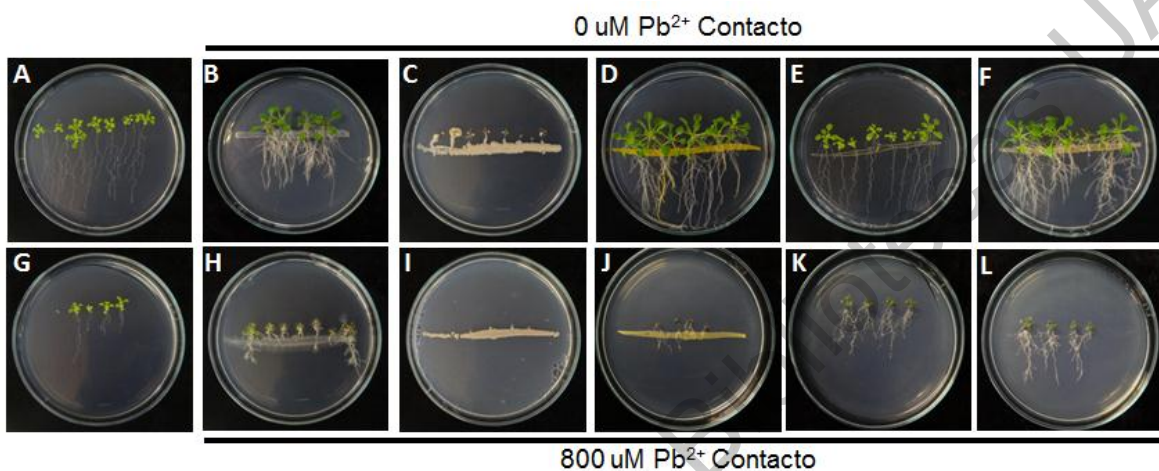 0 uM Pb²⁺ Contacto
A
B
C
D
E
F
G
H
I
J
K
L
800 uM Pb²⁺ Contacto